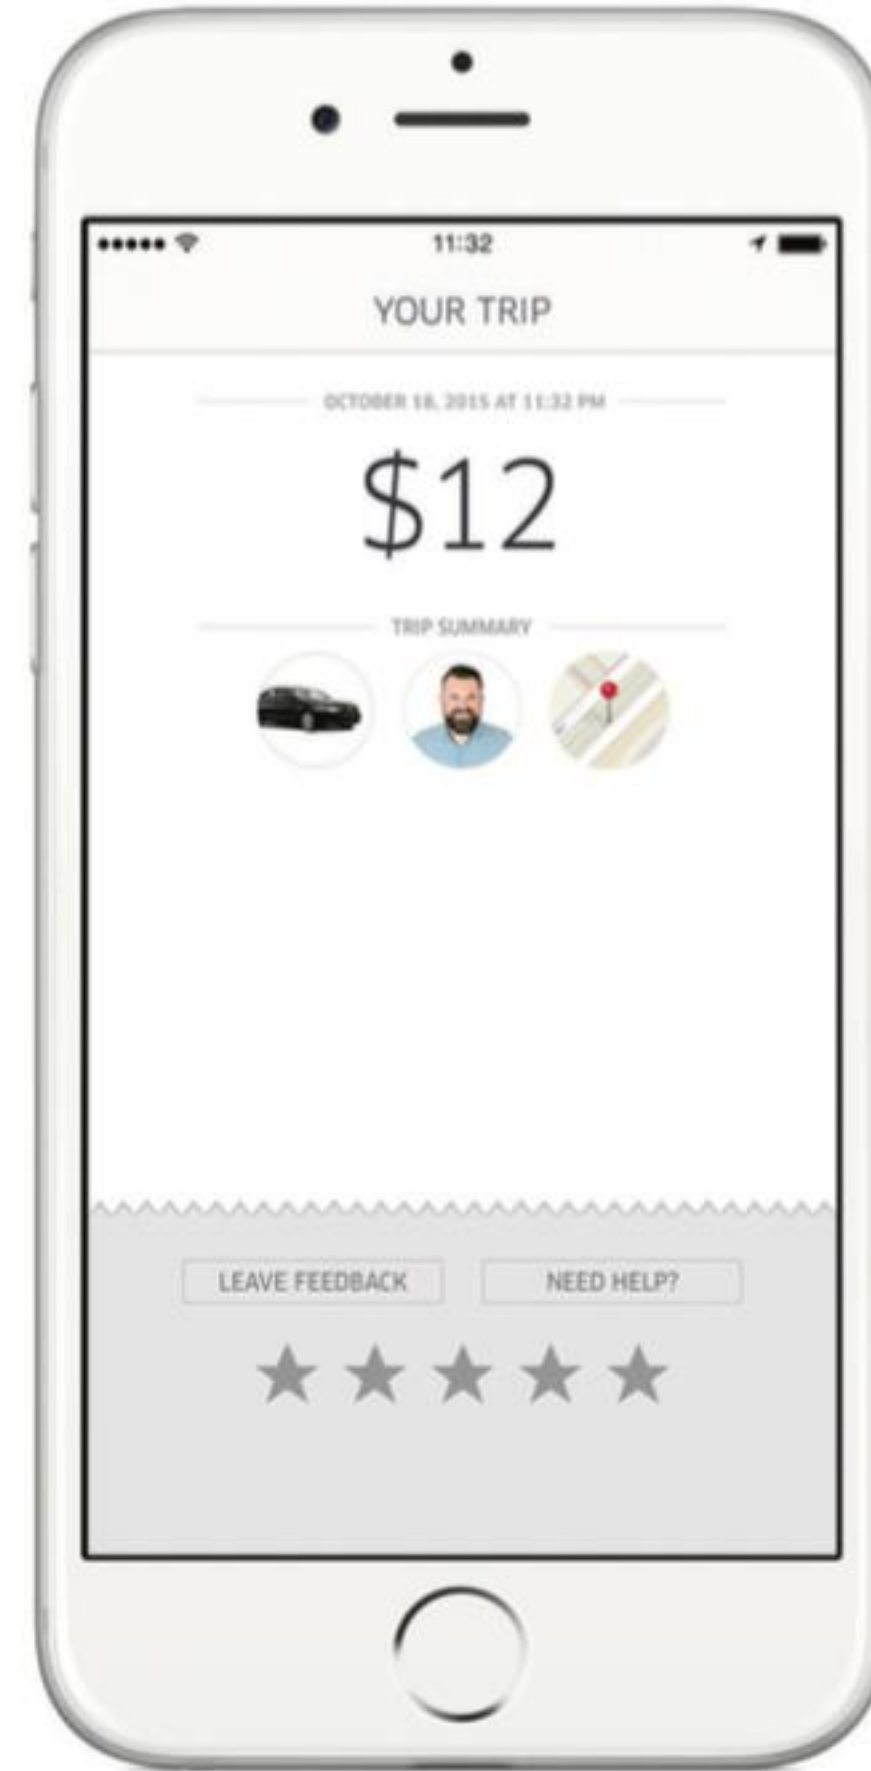 11:32
YOUR TRIP
OCTOBER 18, 2015 AT 11:32 PM
$12
TRIP SUMMARY
LEAVE FEEDBACK
NEED HELP?